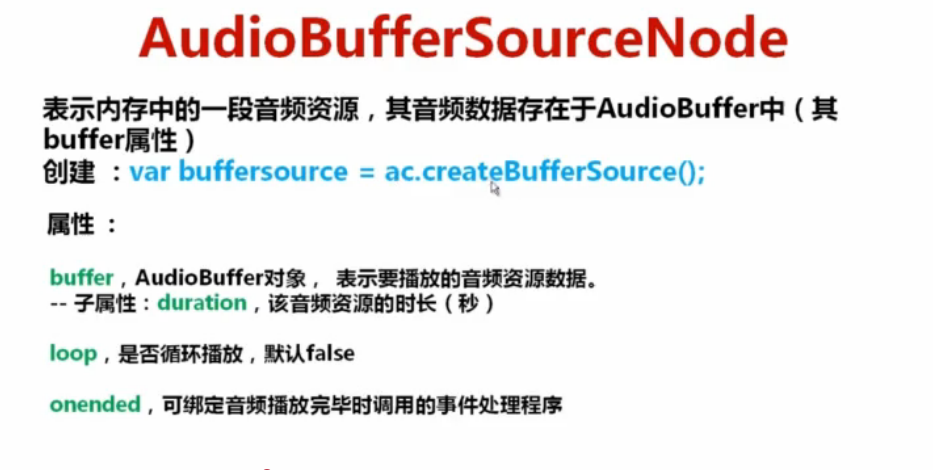 AudioBufferSourceNode
表示内存中的一段音频资源，其音频数据存在于AudioBuffer中（其
buffer属性）
创建 ：var buffersource = ac.createBufferSource();
属性 ：
buffer，AudioBuffer对象， 表示要播放的音频资源数据。
-- 子属性：duration，该音频资源的时长（秒）
loop，是否循环播放，默认false
onended，可绑定音频播放完毕时调用的事件处理程序